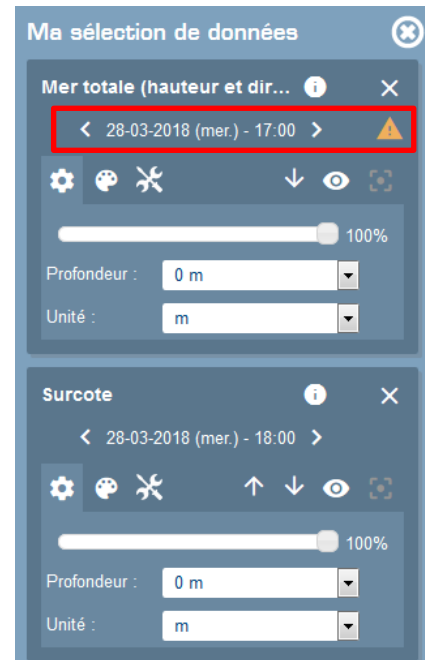 Ma sélection de données
Mer totale (hauteur et dir...
28-03-2018 (mer.) - 17:00
100%
Profondeur : 0 m
Unité : m
Surcote
28-03-2018 (mer.) - 18:00
100%
Profondeur : 0 m
Unité : m